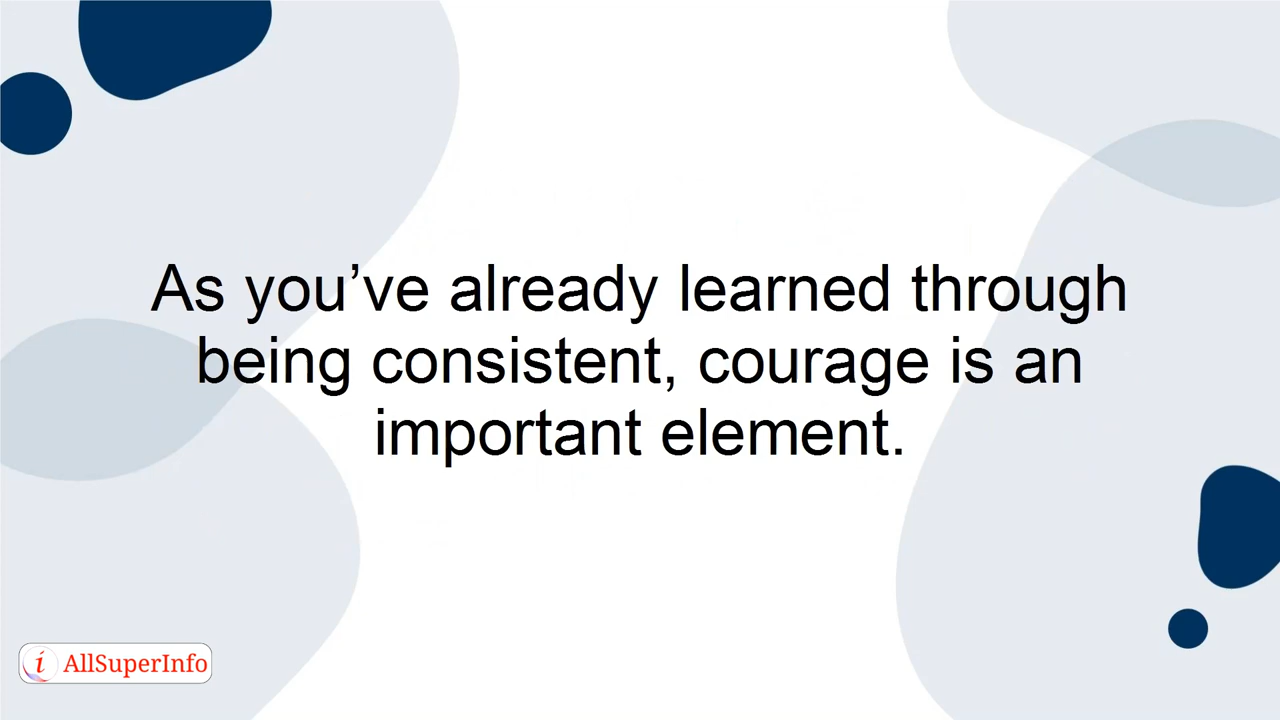 As you’ve already learned through
being consistent, courage is an
important element.
i AllSuperInfo